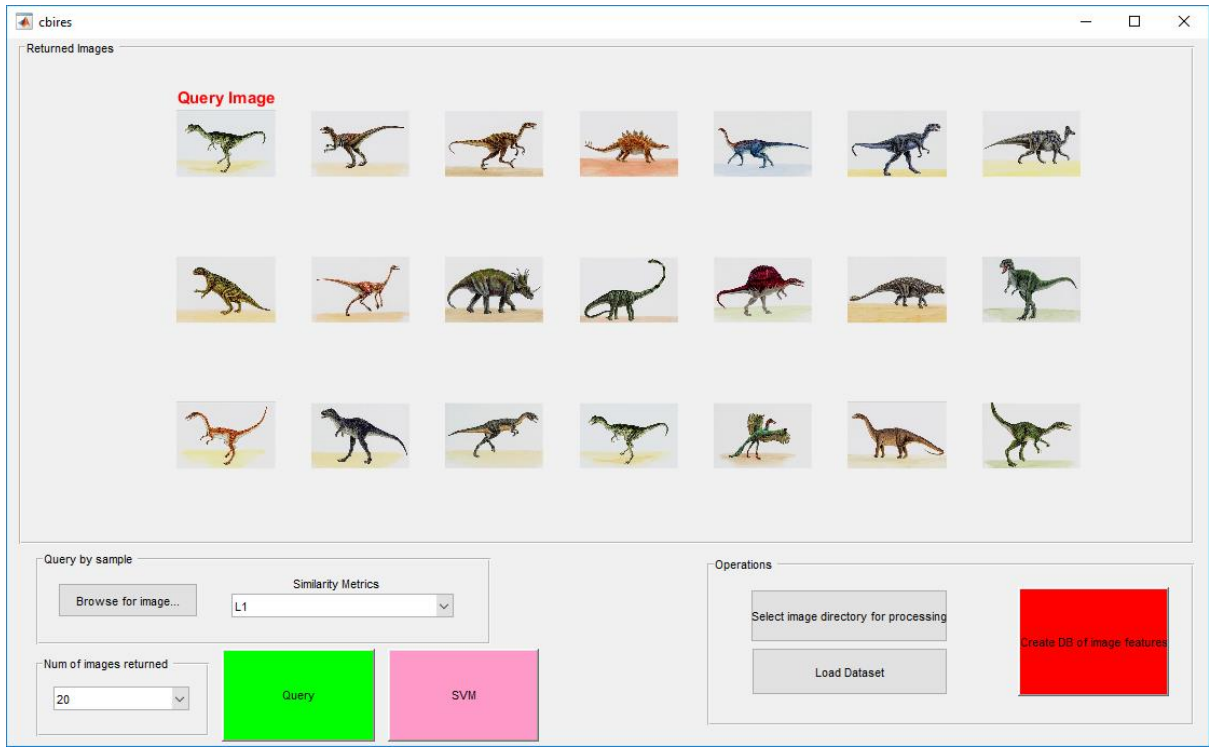 cbires
Returned Images
Query Image
Query by sample
Browse for image...
Similarity Metrics
L1
Num of images returned
20
Query
SVM
Operations
Select image directory for processing
Load Dataset
Create DB of image features